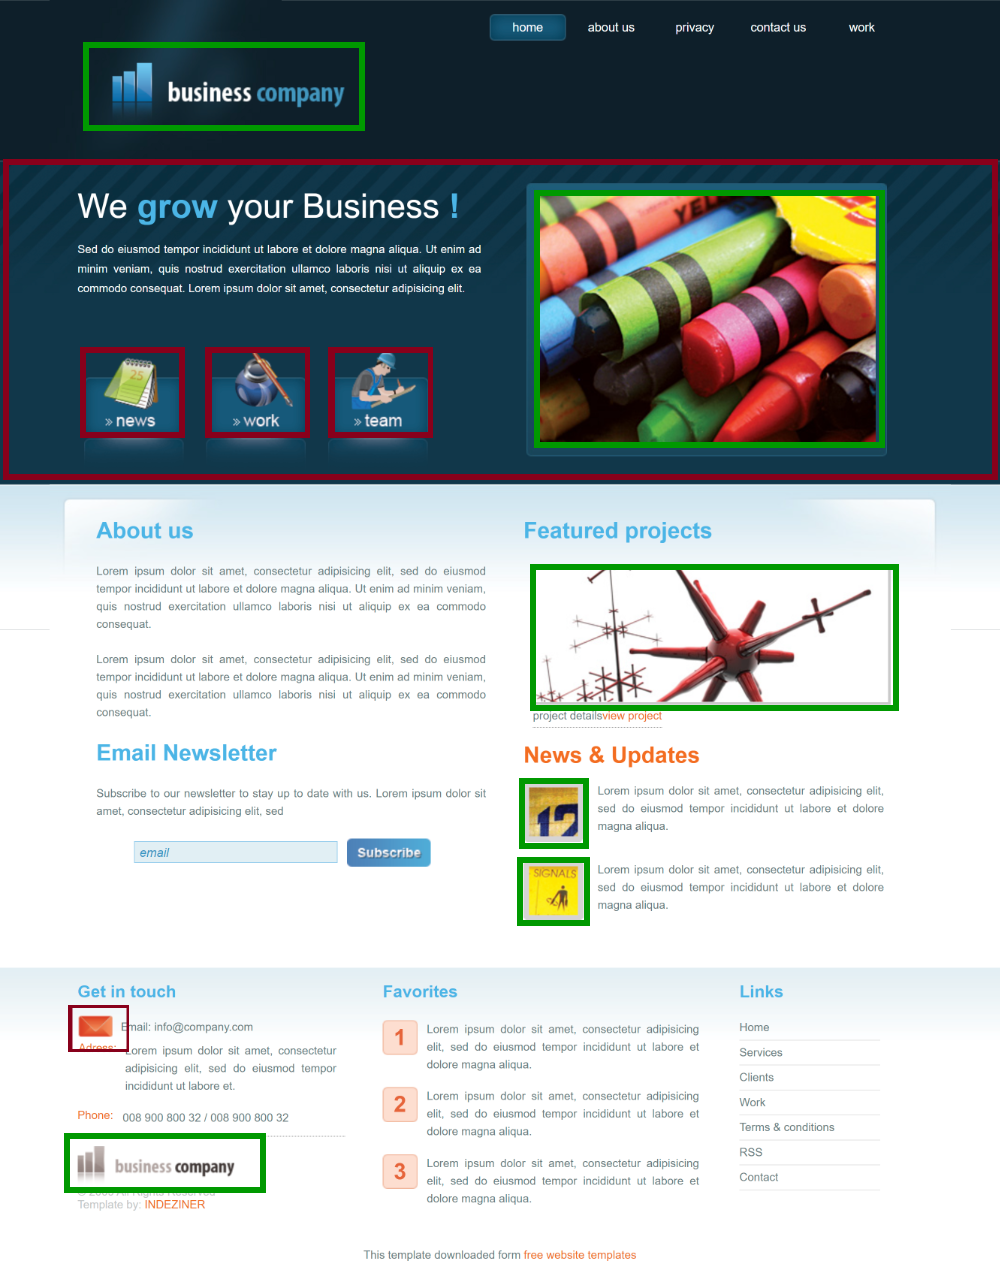 home about us privacy contact us work
business company
We grow your Business !
Sed do eiusmod tempor incididunt ut labore et dolore magna aliqua. Ut enim ad
minim veniam, quis nostrud exercitation ullamco laboris nisi ut aliquip ex ea
commodo consequat. Lorem ipsum dolor sit amet, consectetur adipisicing elit.
YEL
25
» news
» work
» team
About us
Lorem ipsum dolor sit amet, consectetur adipisicing elit, sed do eiusmod
tempor incididunt ut labore et dolore magna aliqua. Ut enim ad minim veniam,
quis nostrud exercitation ullamco laboris nisi ut aliquip ex ea commodo
consequat.
Lorem ipsum dolor sit amet, consectetur adipisicing elit, sed do eiusmod
tempor incididunt ut labore et dolore magna aliqua. Ut enim ad minim veniam,
quis nostrud exercitation ullamco laboris nisi ut aliquip ex ea commodo
consequat.
Email Newsletter
Subscribe to our newsletter to stay up to date with us. Lorem ipsum dolor sit
amet, consectetur adipisicing elit, sed
email
Subscribe
Featured projects
project detailsview project
News & Updates
12
Lorem ipsum dolor sit amet, consectetur adipisicing elit,
sed do eiusmod tempor incididunt ut labore et dolore
magna aliqua.
SIGNALS
Lorem ipsum dolor sit amet, consectetur adipisicing elit,
sed do eiusmod tempor incididunt ut labore et dolore
magna aliqua.
Get in touch
Email: info@company.com
Adress:
Lorem ipsum dolor sit amet, consectetur
adipisicing elit, sed do eiusmod tempor
incididunt ut labore et.
Phone: 008 900 800 32 / 008 900 800 32
business company
All Rights Reserved
Template by: INDEZINER
Favorites
1
Lorem ipsum dolor sit amet, consectetur adipisicing
elit, sed do eiusmod tempor incididunt ut labore et
dolore magna aliqua.
2
Lorem ipsum dolor sit amet, consectetur adipisicing
elit, sed do eiusmod tempor incididunt ut labore et
dolore magna aliqua.
3
Lorem ipsum dolor sit amet, consectetur adipisicing
elit, sed do eiusmod tempor incididunt ut labore et
dolore magna aliqua.
Links
Home
Services
Clients
Work
Terms & conditions
RSS
Contact
This template downloaded form free website templates